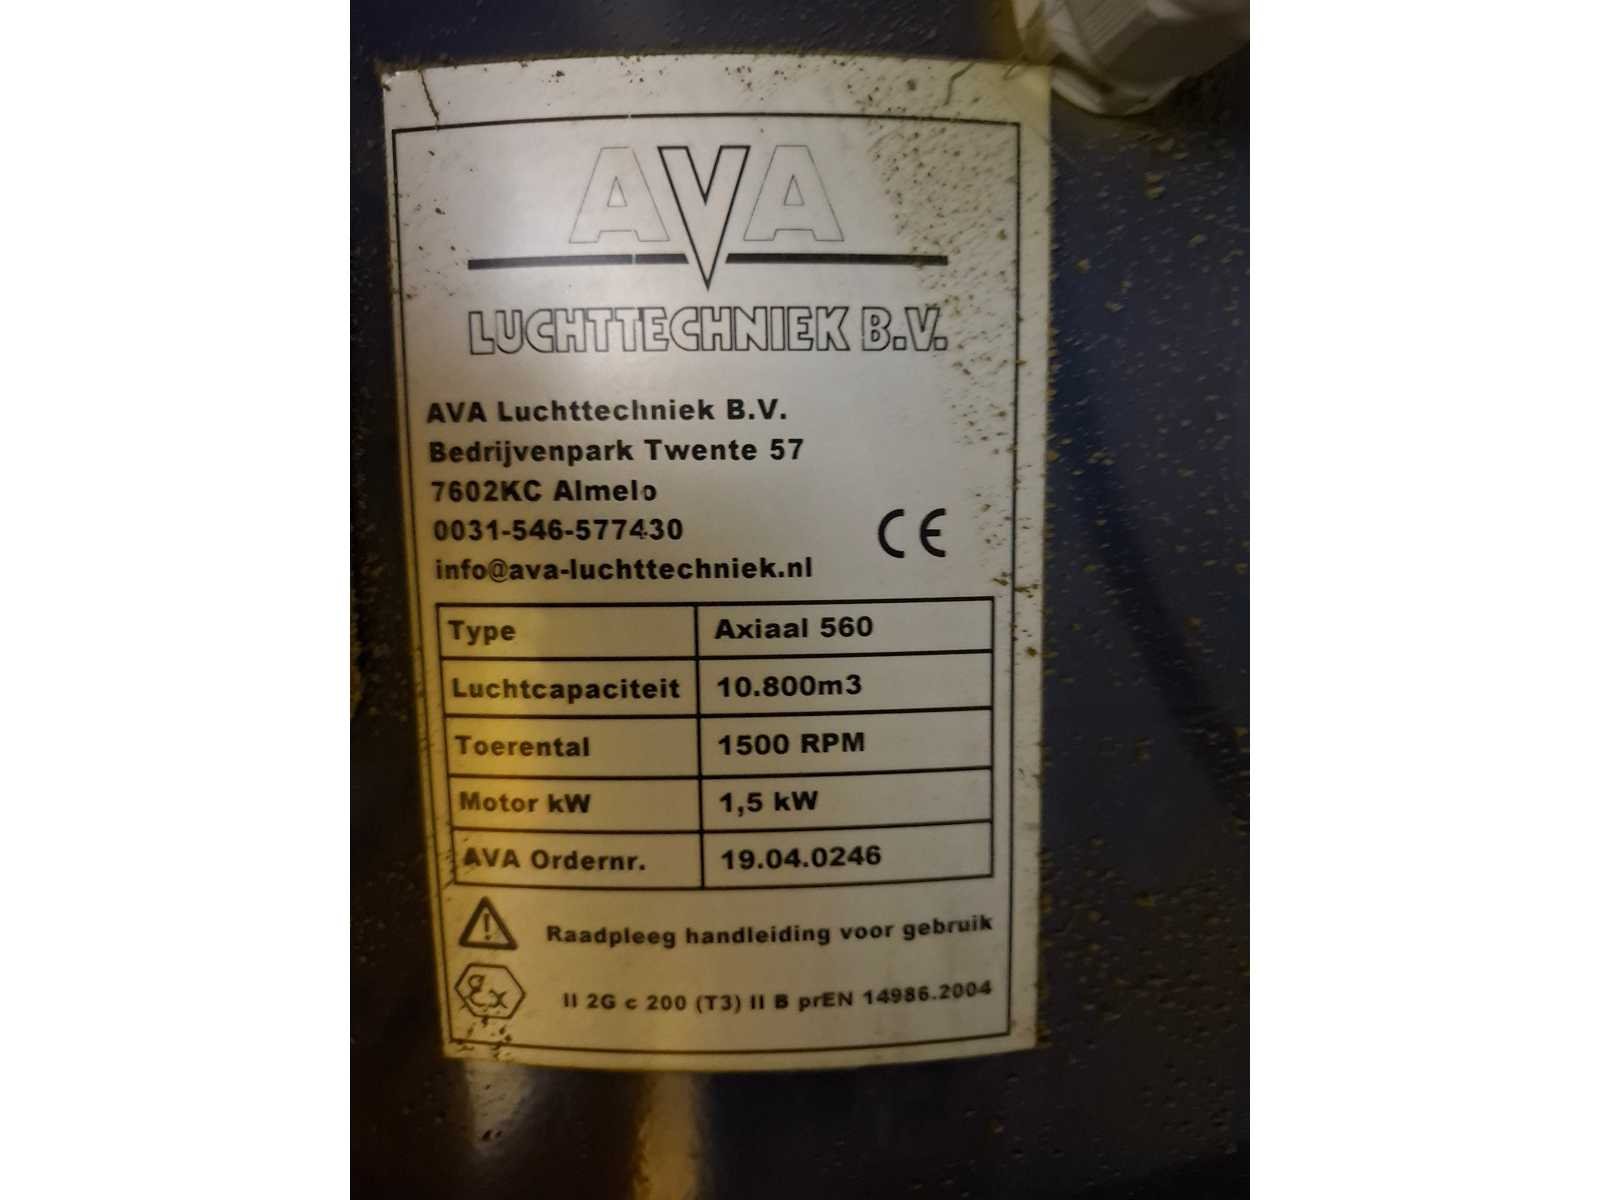 AVA
LUCHTTECHNIEK B.V.
AVA Luchttechniek B.V.
Bedrijvenpark Twente 57
7602KC Almelo
0031-546-577430
info@ava-luchttechniek.nl
CE
Type Axiaal 560
Luchtcapaciteit 10.800m3
Toerental 1500 RPM
Motor kW 1,5 kW
AVA Ordernr. 19.04.0246
Raadpleeg handleiding voor gebruik
Ex II 2G c 200 (T3) II B prEN 14986.2004